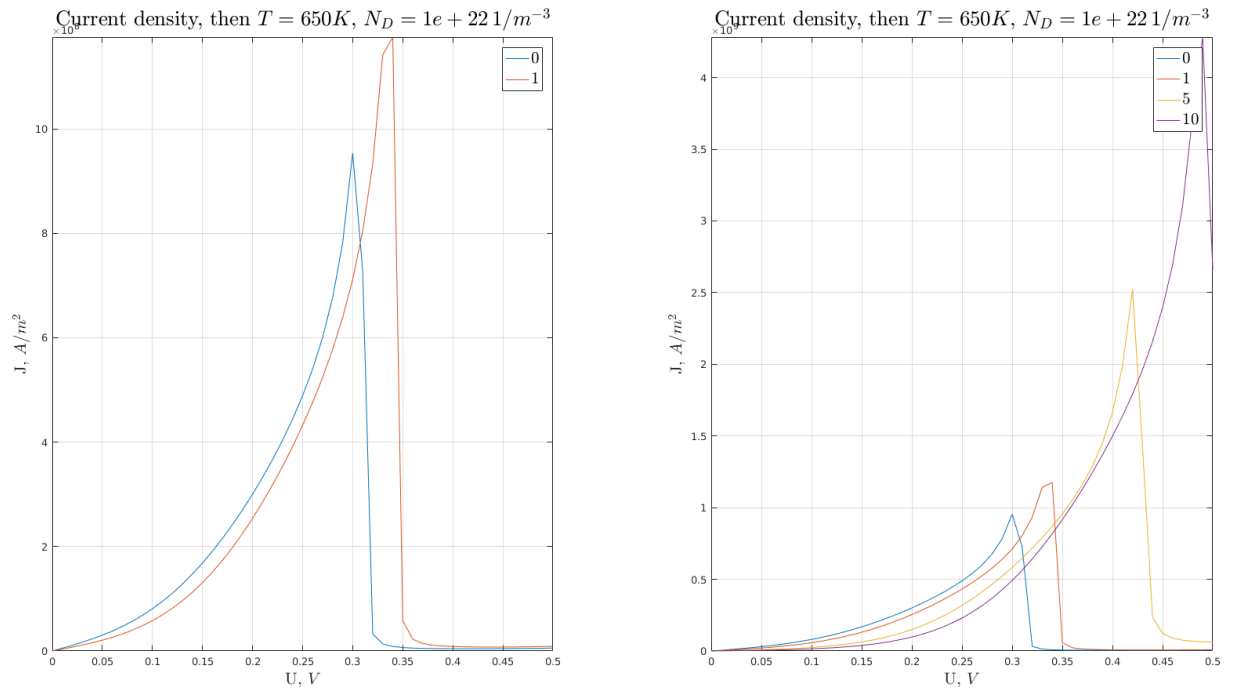 Current density, then T = 650K, N_D = 1e + 22 1/m^{-3}
×10^8
0
1
10
8
6
4
2
0
J, A/m^2
0 0.05 0.1 0.15 0.2 0.25 0.3 0.35 0.4 0.45 0.5
U, V
Current density, then T = 650K, N_D = 1e + 22 1/m^{-3}
×10^9
0
1
5
10
4
3.5
3
2.5
2
1.5
1
0.5
0
J, A/m^2
0 0.05 0.1 0.15 0.2 0.25 0.3 0.35 0.4 0.45 0.5
U, V